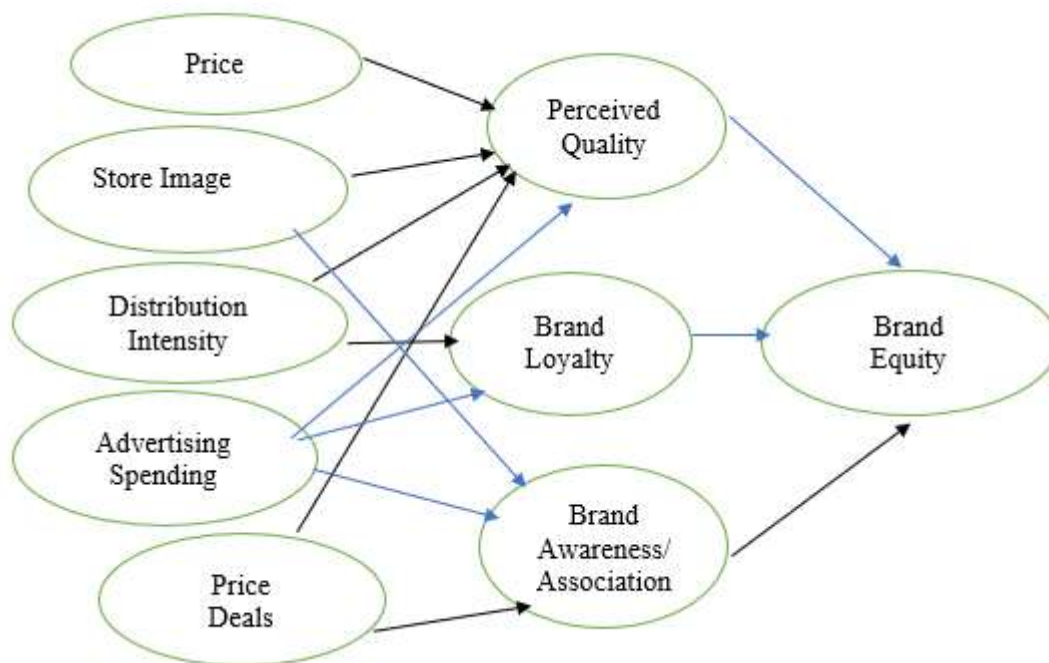 Price
Store Image
Distribution
Intensity
Advertising
Spending
Price
Deals
Perceived
Quality
Brand
Loyalty
Brand
Awareness/
Association
Brand
Equity